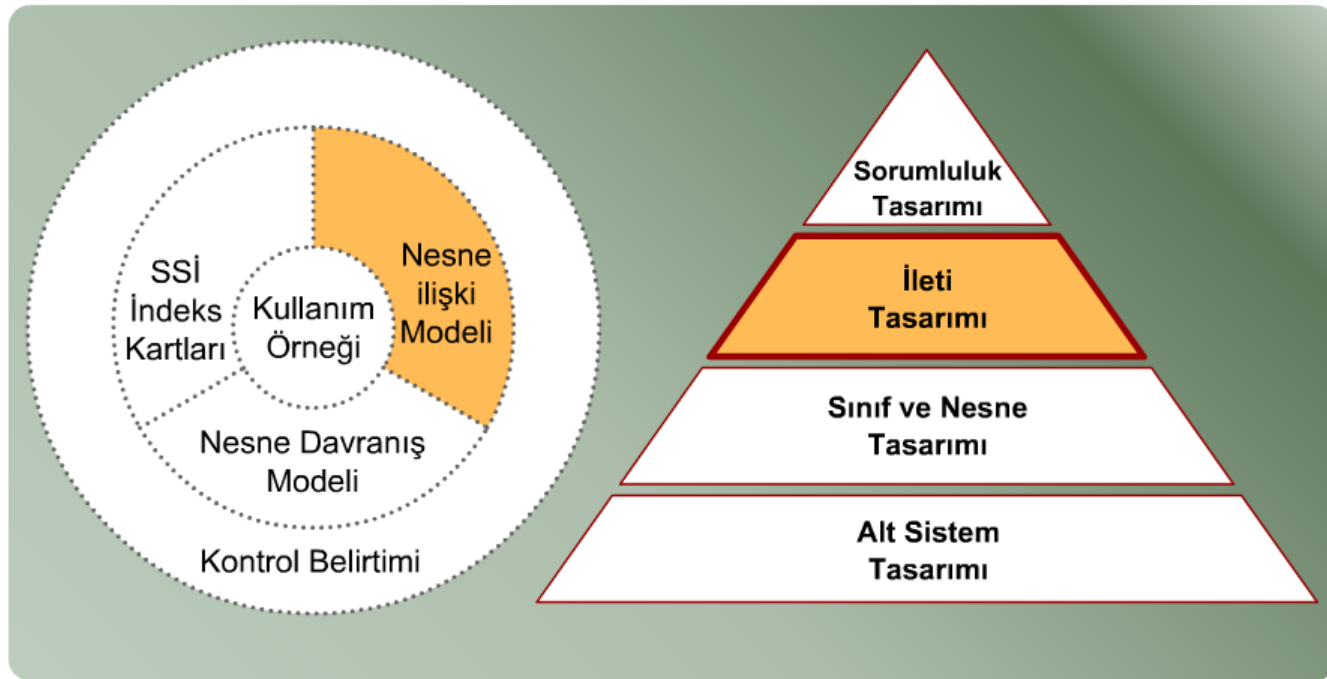 SSİ
İndeks
Kartları
Kullanım
Örneği
Nesne
ilişki
Modeli
Nesne Davranış
Modeli
Kontrol Belirtimi
Sorumluluk
Tasarımı
İleti
Tasarımı
Sınıf ve Nesne
Tasarımı
Alt Sistem
Tasarımı